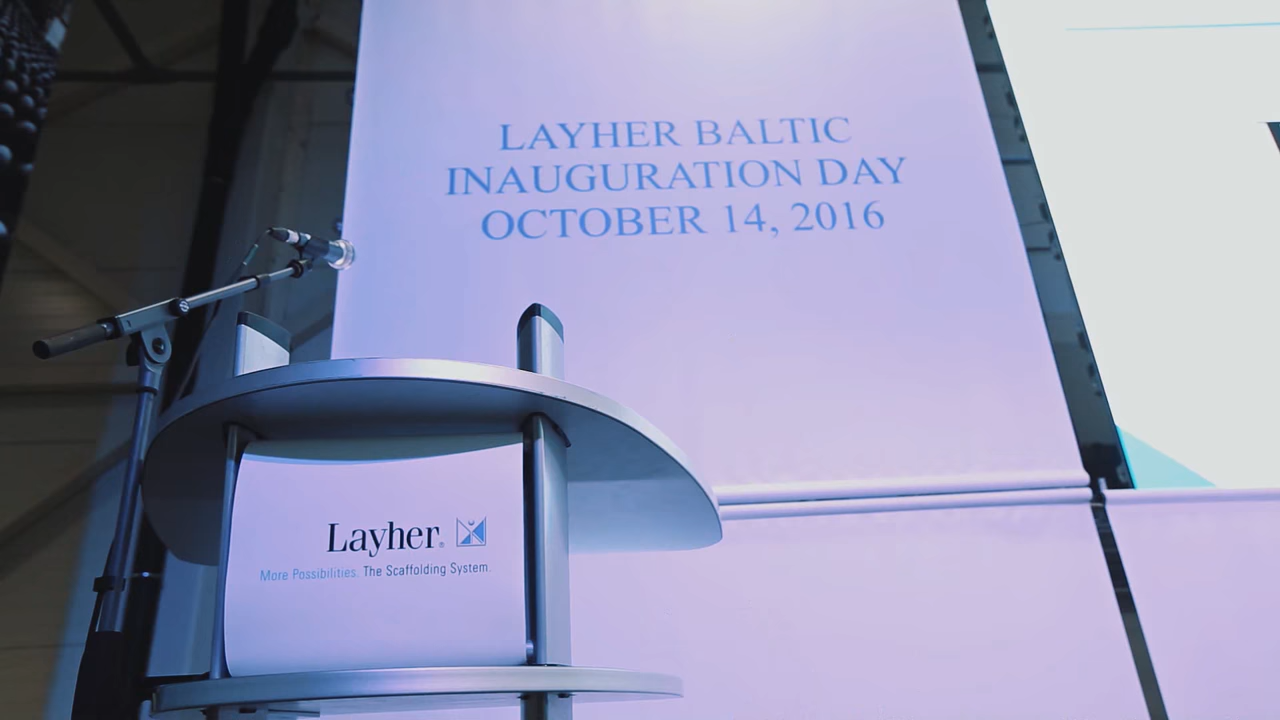 LAYHER BALTIC
INAUGURATION DAY
OCTOBER 14, 2016
Layher®
More Possibilities. The Scaffolding System.